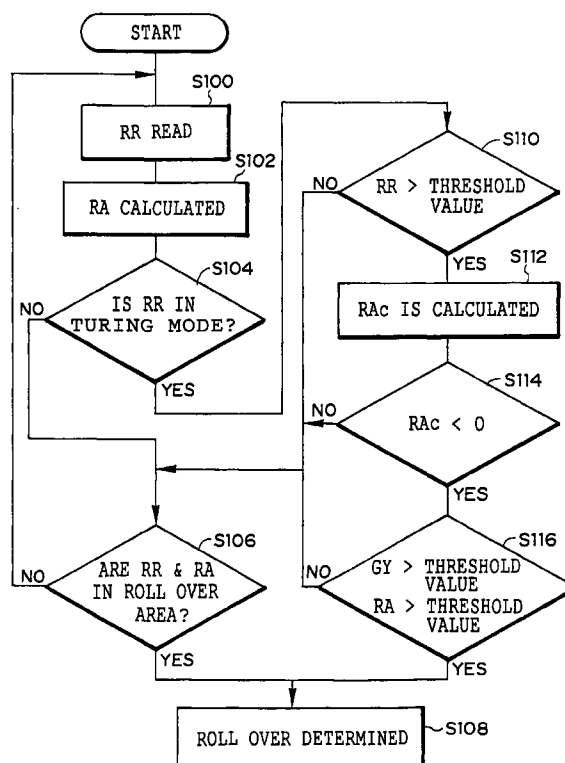 START
S100
RR READ
S102
RA CALCULATED
S104
IS RR IN
TURING MODE?
NO
YES
S106
ARE RR & RA
IN ROLL OVER
AREA?
NO
YES
S110
RR > THRESHOLD
VALUE
NO
YES
S112
RAc IS CALCULATED
S114
RAc < 0
NO
YES
S116
GY > THRESHOLD
VALUE
RA > THRESHOLD
VALUE
NO
YES
ROLL OVER DETERMINED
S108